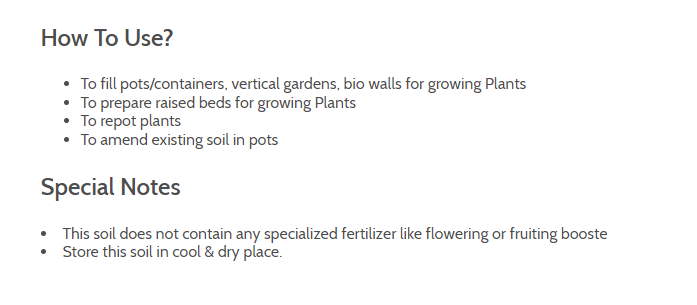 How To Use?
• To fill pots/containers, vertical gardens, bio walls for growing Plants
• To prepare raised beds for growing Plants
• To repot plants
• To amend existing soil in pots
Special Notes
• This soil does not contain any specialized fertilizer like flowering or fruiting booste
• Store this soil in cool & dry place.